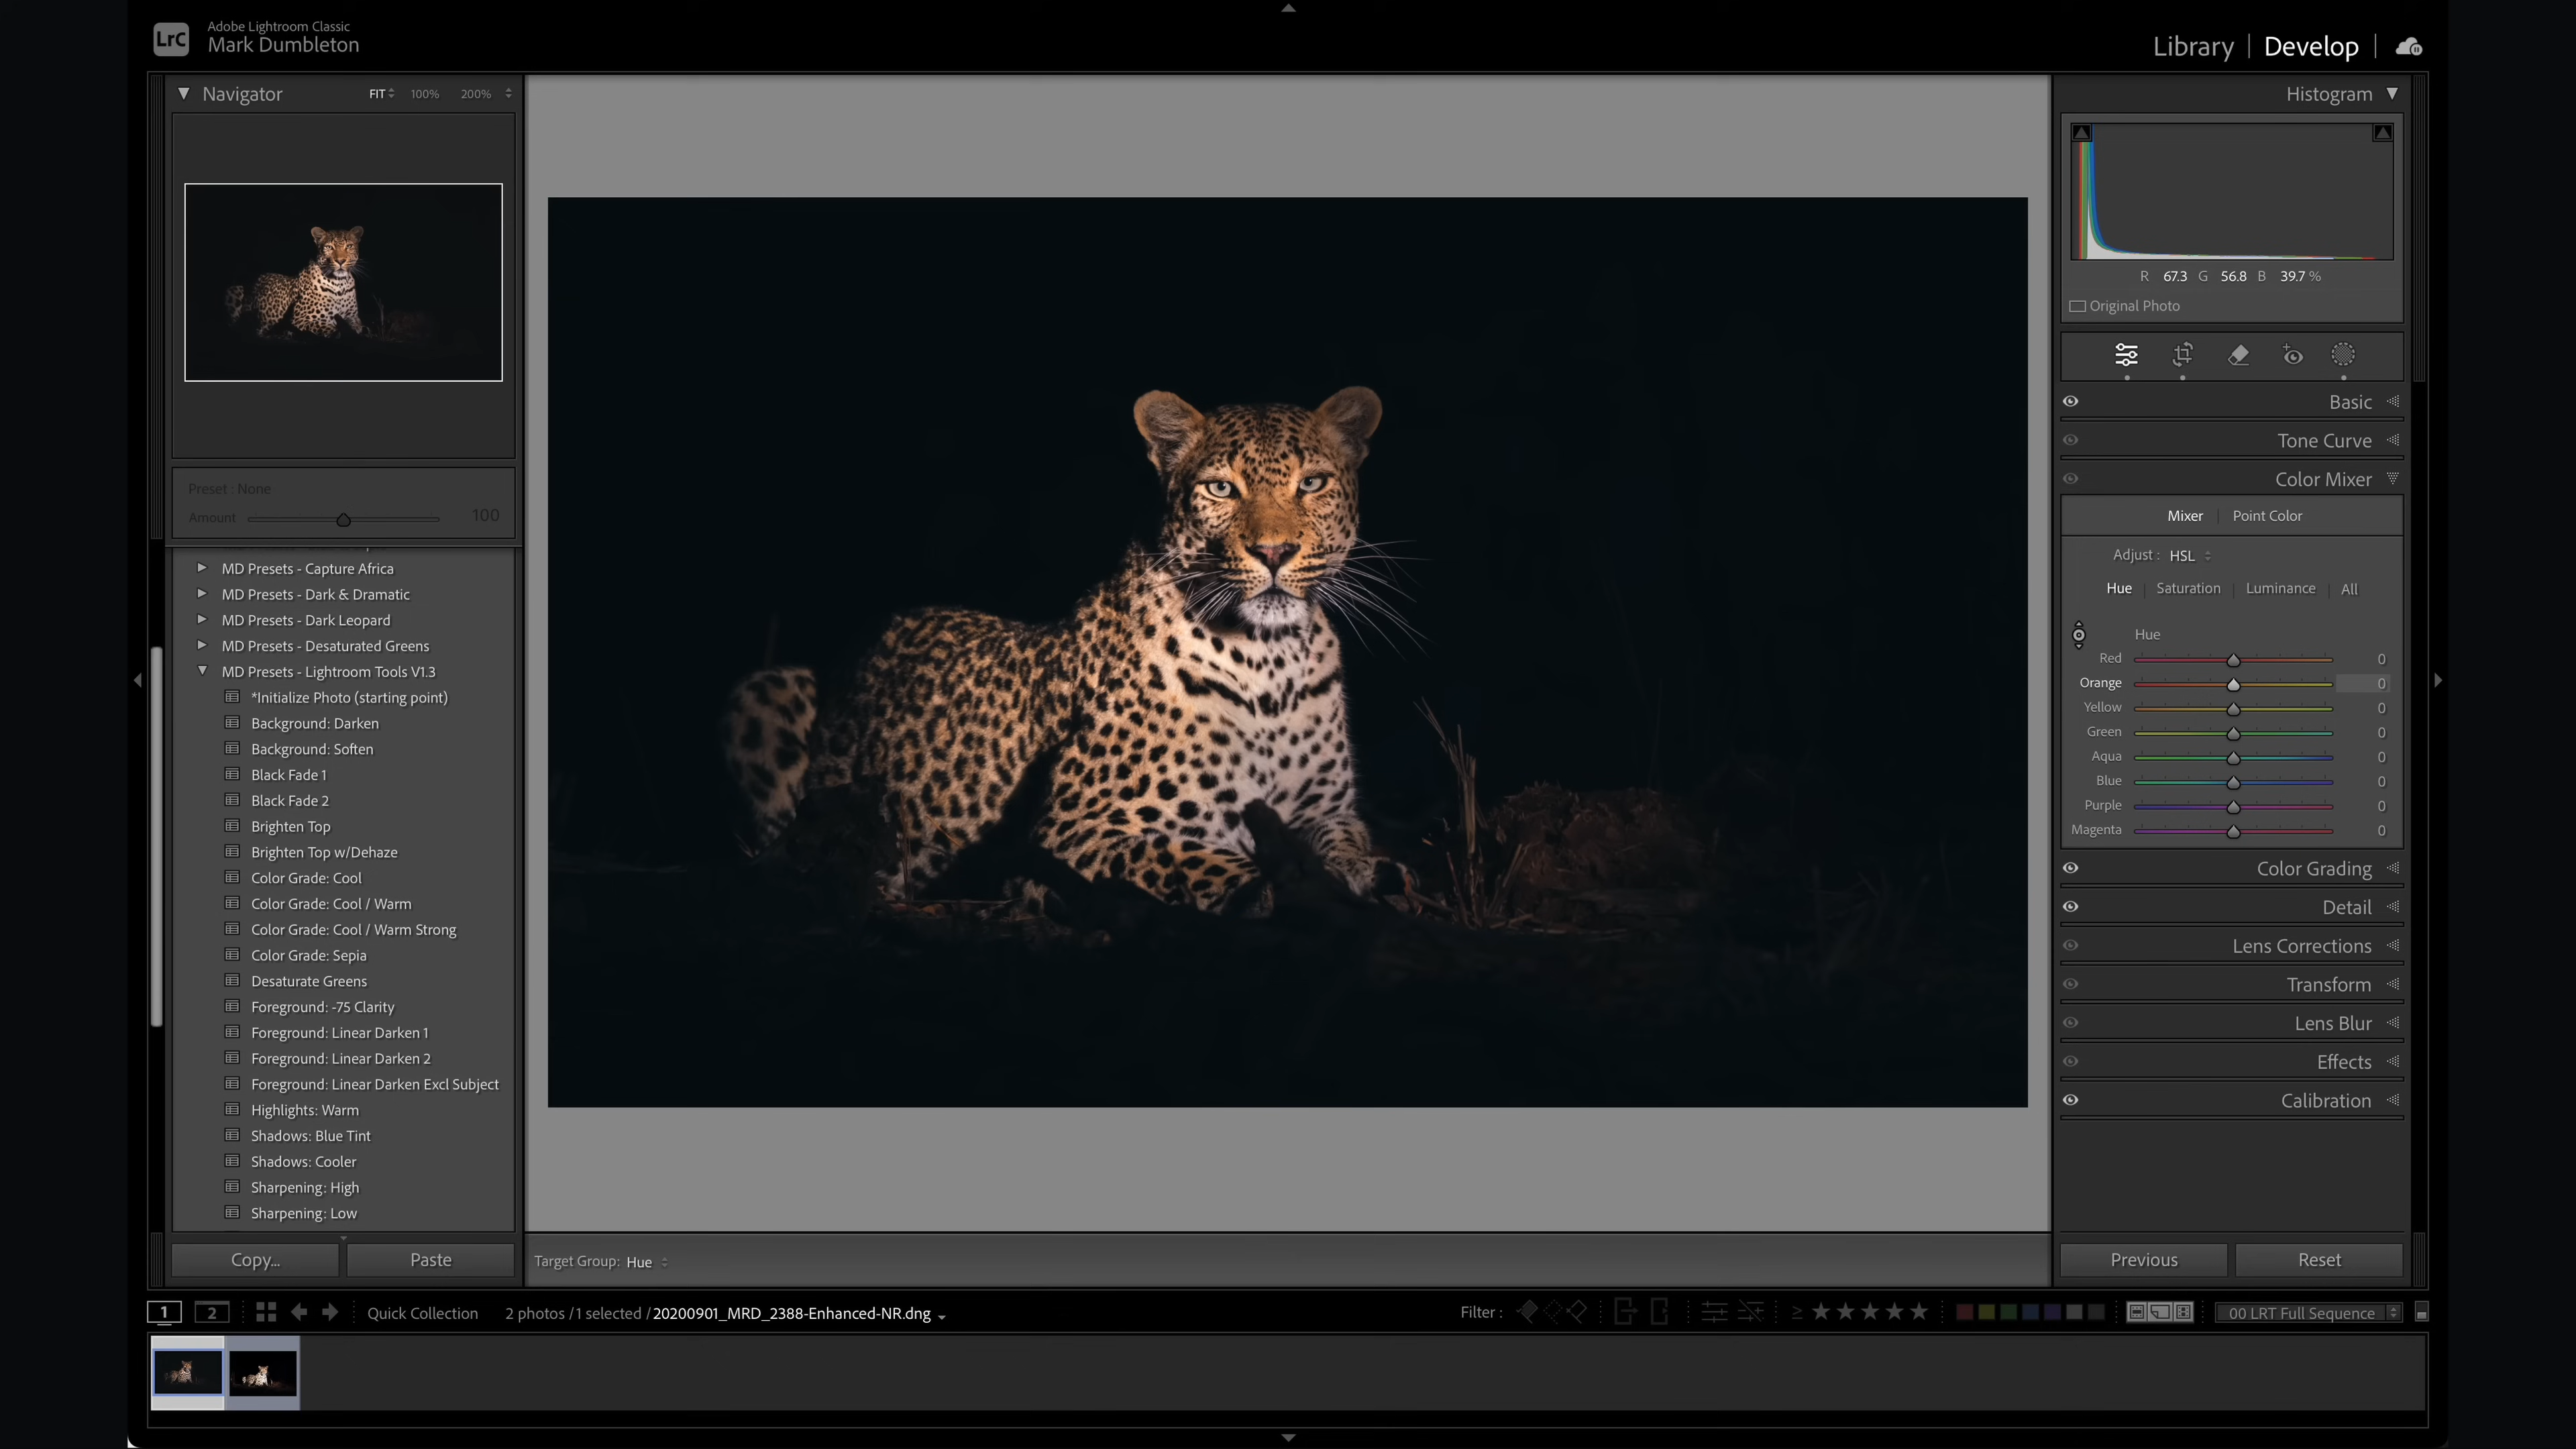 LrC
Adobe Lightroom Classic
Mark Dumbleton
Library
Develop
Navigator
FIT
100%
200%
Preset : None
Amount
100
MD Presets - Capture Africa
MD Presets - Dark & Dramatic
MD Presets - Dark Leopard
MD Presets - Desaturated Greens
MD Presets - Lightroom Tools V1.3
*Initialize Photo (starting point)
Background: Darken
Background: Soften
Black Fade 1
Black Fade 2
Brighten Top
Brighten Top w/Dehaze
Color Grade: Cool
Color Grade: Cool / Warm
Color Grade: Cool / Warm Strong
Color Grade: Sepia
Desaturate Greens
Foreground: -75 Clarity
Foreground: Linear Darken 1
Foreground: Linear Darken 2
Foreground: Linear Darken Excl Subject
Highlights: Warm
Shadows: Blue Tint
Shadows: Cooler
Sharpening: High
Sharpening: Low
Copy...
Paste
Target Group: Hue
Histogram
R 67.3 G 56.8 B 39.7 %
Original Photo
Basic
Tone Curve
Color Mixer
Mixer
Point Color
Adjust : HSL
Hue
Saturation
Luminance
All
Hue
Red 0
Orange 0
Yellow 0
Green 0
Aqua 0
Blue 0
Purple 0
Magenta 0
Color Grading
Detail
Lens Corrections
Transform
Lens Blur
Effects
Calibration
Previous
Reset
1
2
Quick Collection
2 photos / 1 selected / 20200901_MRD_2388-Enhanced-NR.dng
Filter :
≥
00 LRT Full Sequence